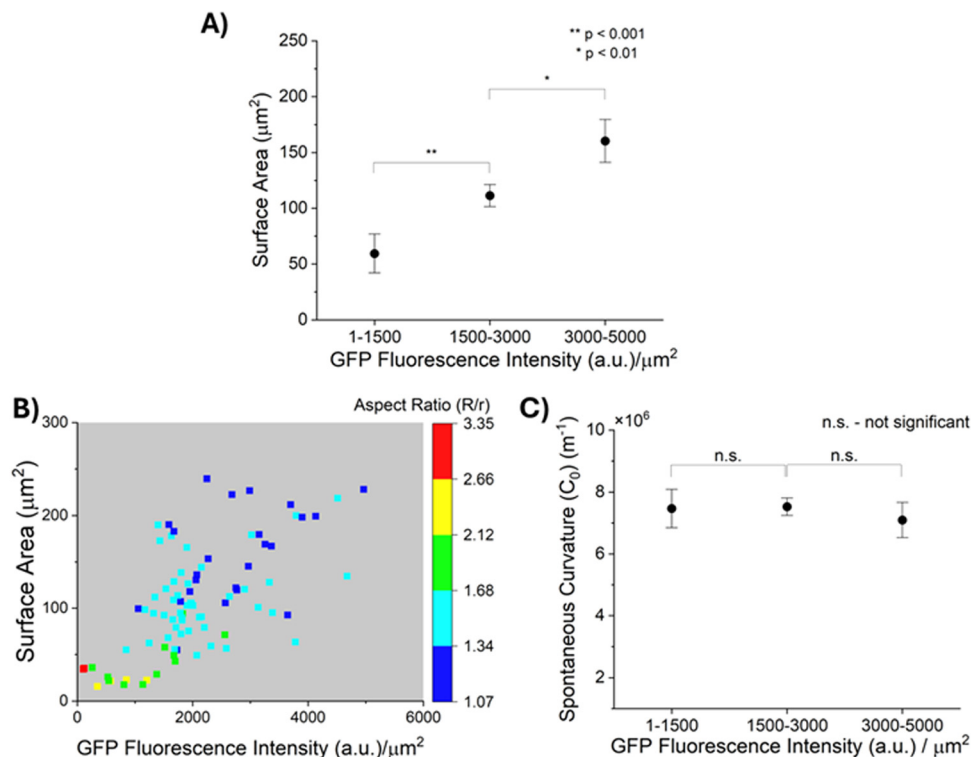 A)
** p < 0.001
* p < 0.01
250
200
150
100
50
0
Surface Area (μm²)
**
*
1-1500 1500-3000 3000-5000
GFP Fluorescence Intensity (a.u.)/μm²
B)
Aspect Ratio (R/r)
300
200
100
0
Surface Area (μm²)
0 2000 4000 6000
GFP Fluorescence Intensity (a.u.)/μm²
3.35
2.66
2.12
1.68
1.34
1.07
C)
×10⁶
n.s. - not significant
10
8
6
4
2
Spontaneous Curvature (C₀) (m⁻¹)
n.s. n.s.
1-1500 1500-3000 3000-5000
GFP Fluorescence Intensity (a.u.) / μm²